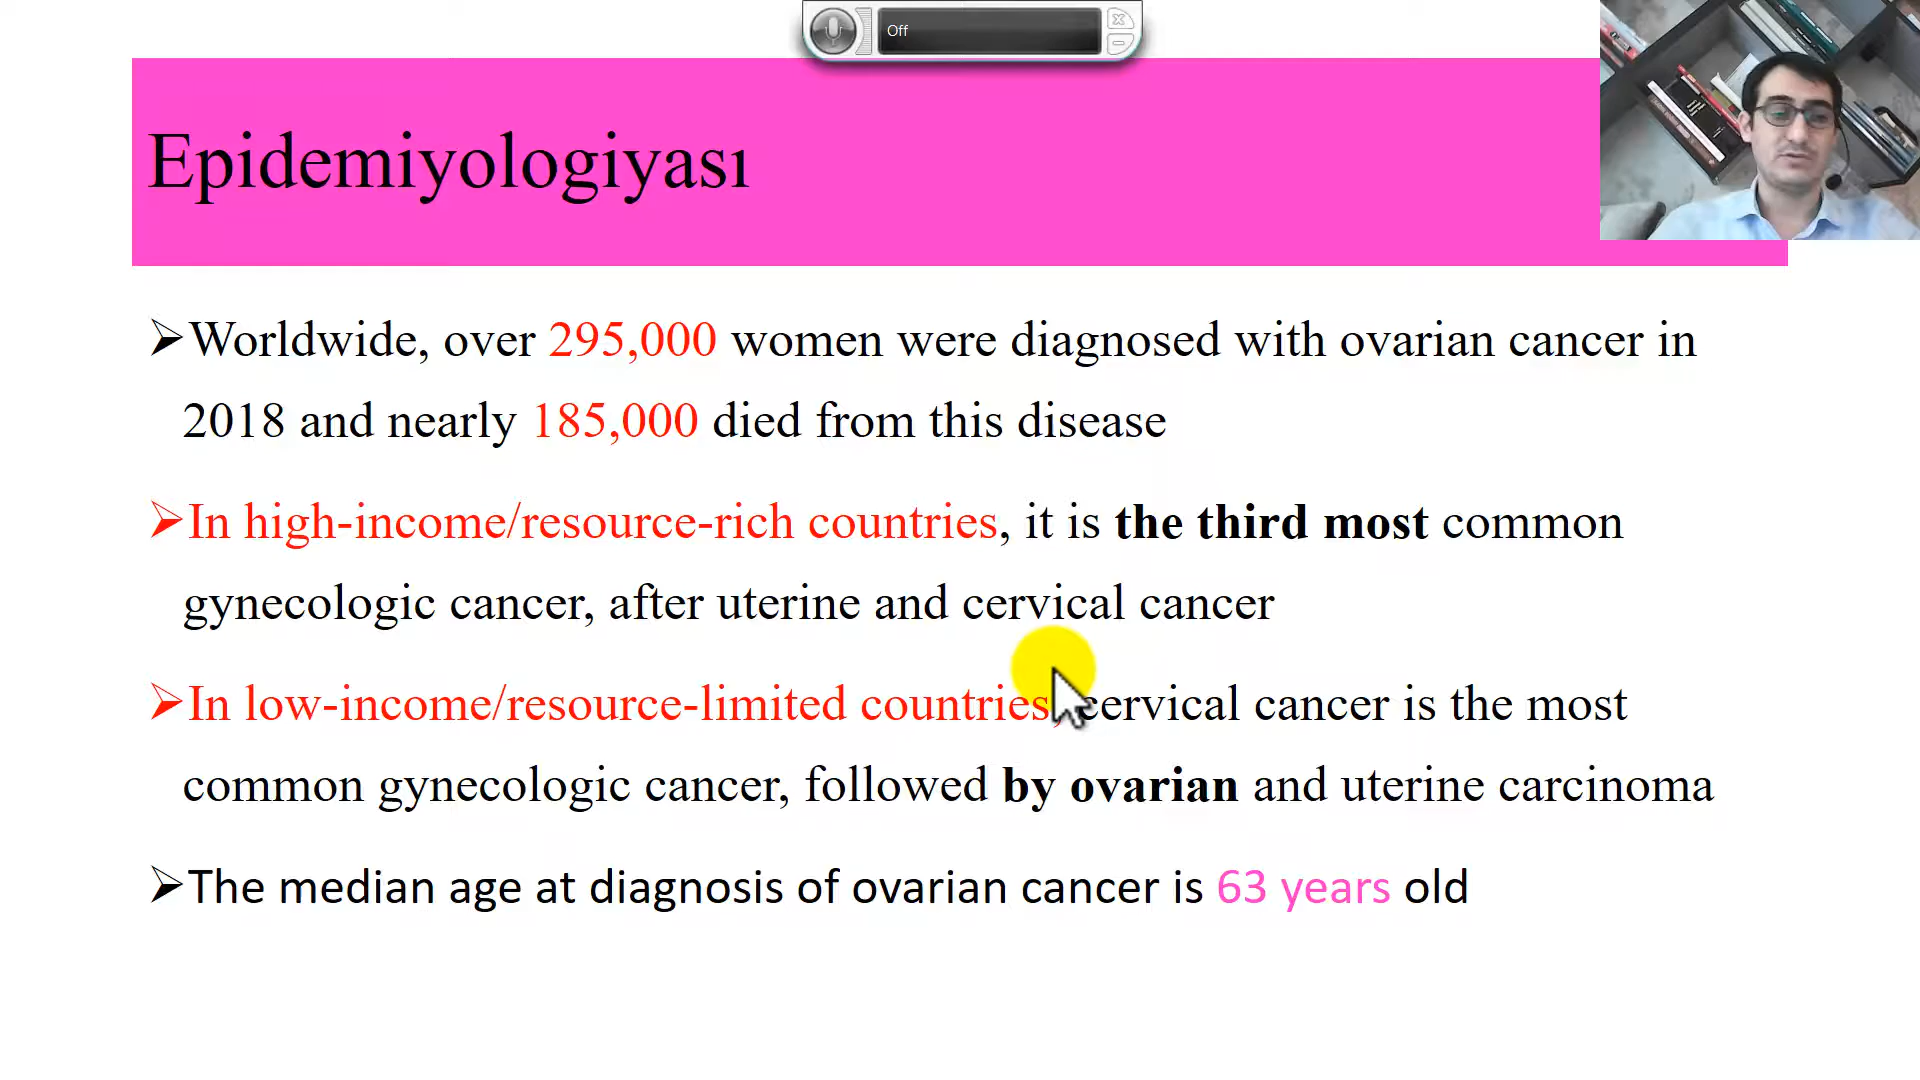 Off
Epidemiyologiyası
➢Worldwide, over 295,000 women were diagnosed with ovarian cancer in
2018 and nearly 185,000 died from this disease
➢In high-income/resource-rich countries, it is the third most common
gynecologic cancer, after uterine and cervical cancer
➢In low-income/resource-limited countries, cervical cancer is the most
common gynecologic cancer, followed by ovarian and uterine carcinoma
➢The median age at diagnosis of ovarian cancer is 63 years old